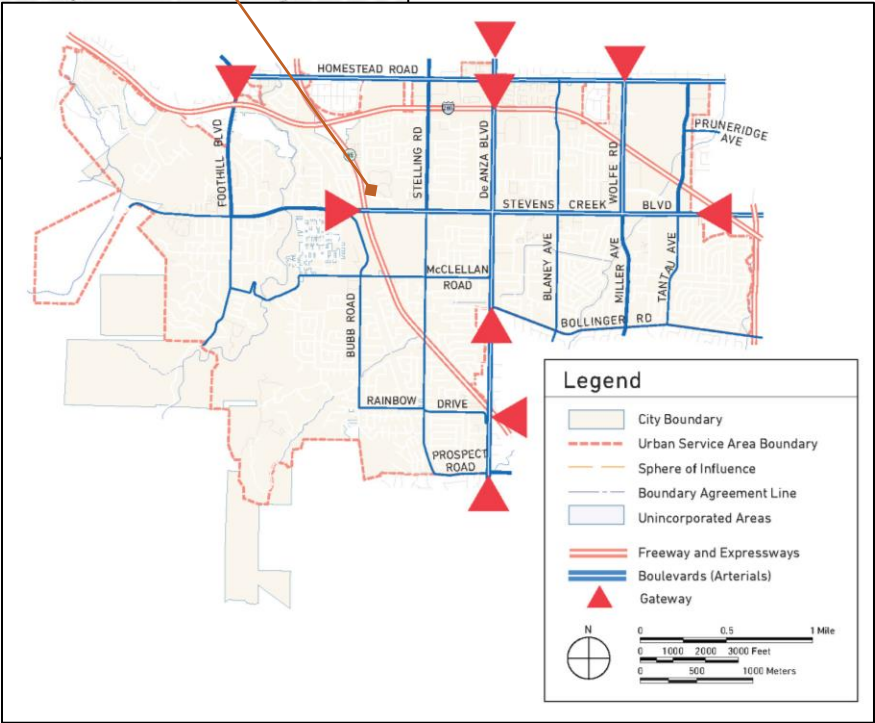 HOMESTEAD ROAD
PRUNERIDGE
AVE
FOOTHILL BLVD
STELLING RD
De ANZA BLVD
WOLFE RD
STEVENS CREEK BLVD
McCLELLAN
ROAD
BLANEY AVE
MILLER AVE
TANTAU AVE
BUBB ROAD
BOLLINGER RD
RAINBOW DRIVE
PROSPECT
ROAD
Legend
City Boundary
Urban Service Area Boundary
Sphere of Influence
Boundary Agreement Line
Unincorporated Areas
Freeway and Expressways
Boulevards (Arterials)
Gateway
N
0 0.5 1 Mile
0 1000 2000 3000 Feet
0 500 1000 Meters